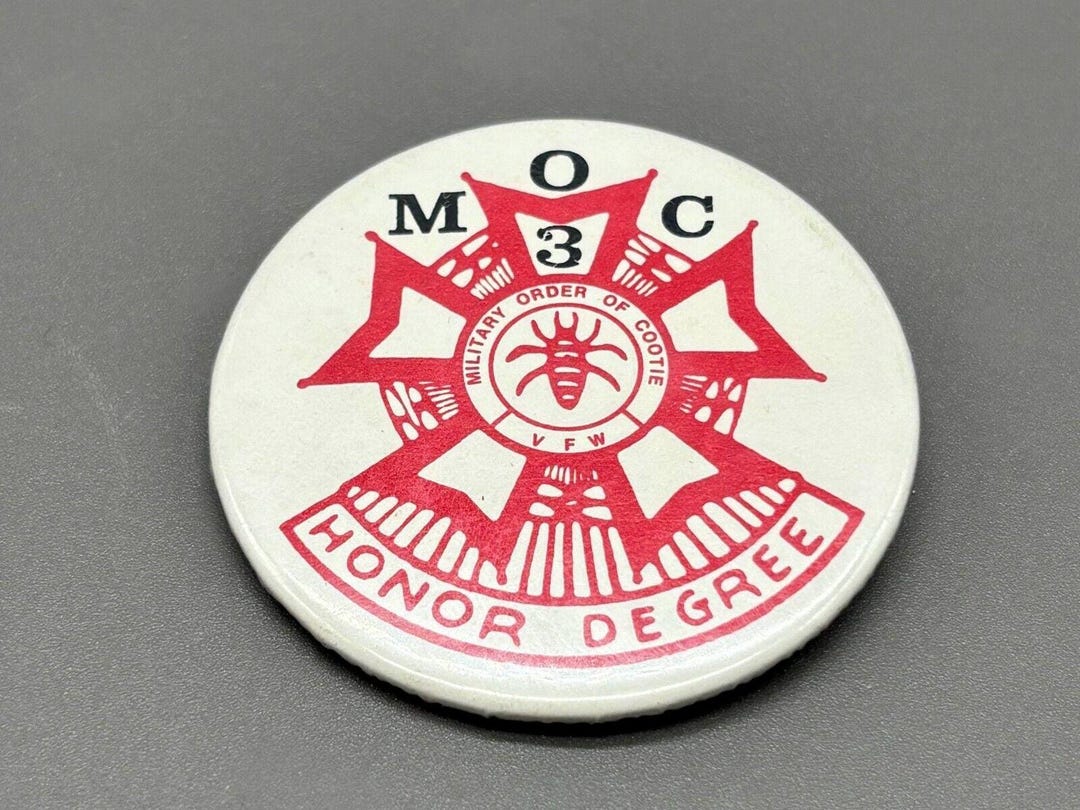 M O C
3
MILITARY ORDER OF COOTIE
VFW
HONOR DEGREE